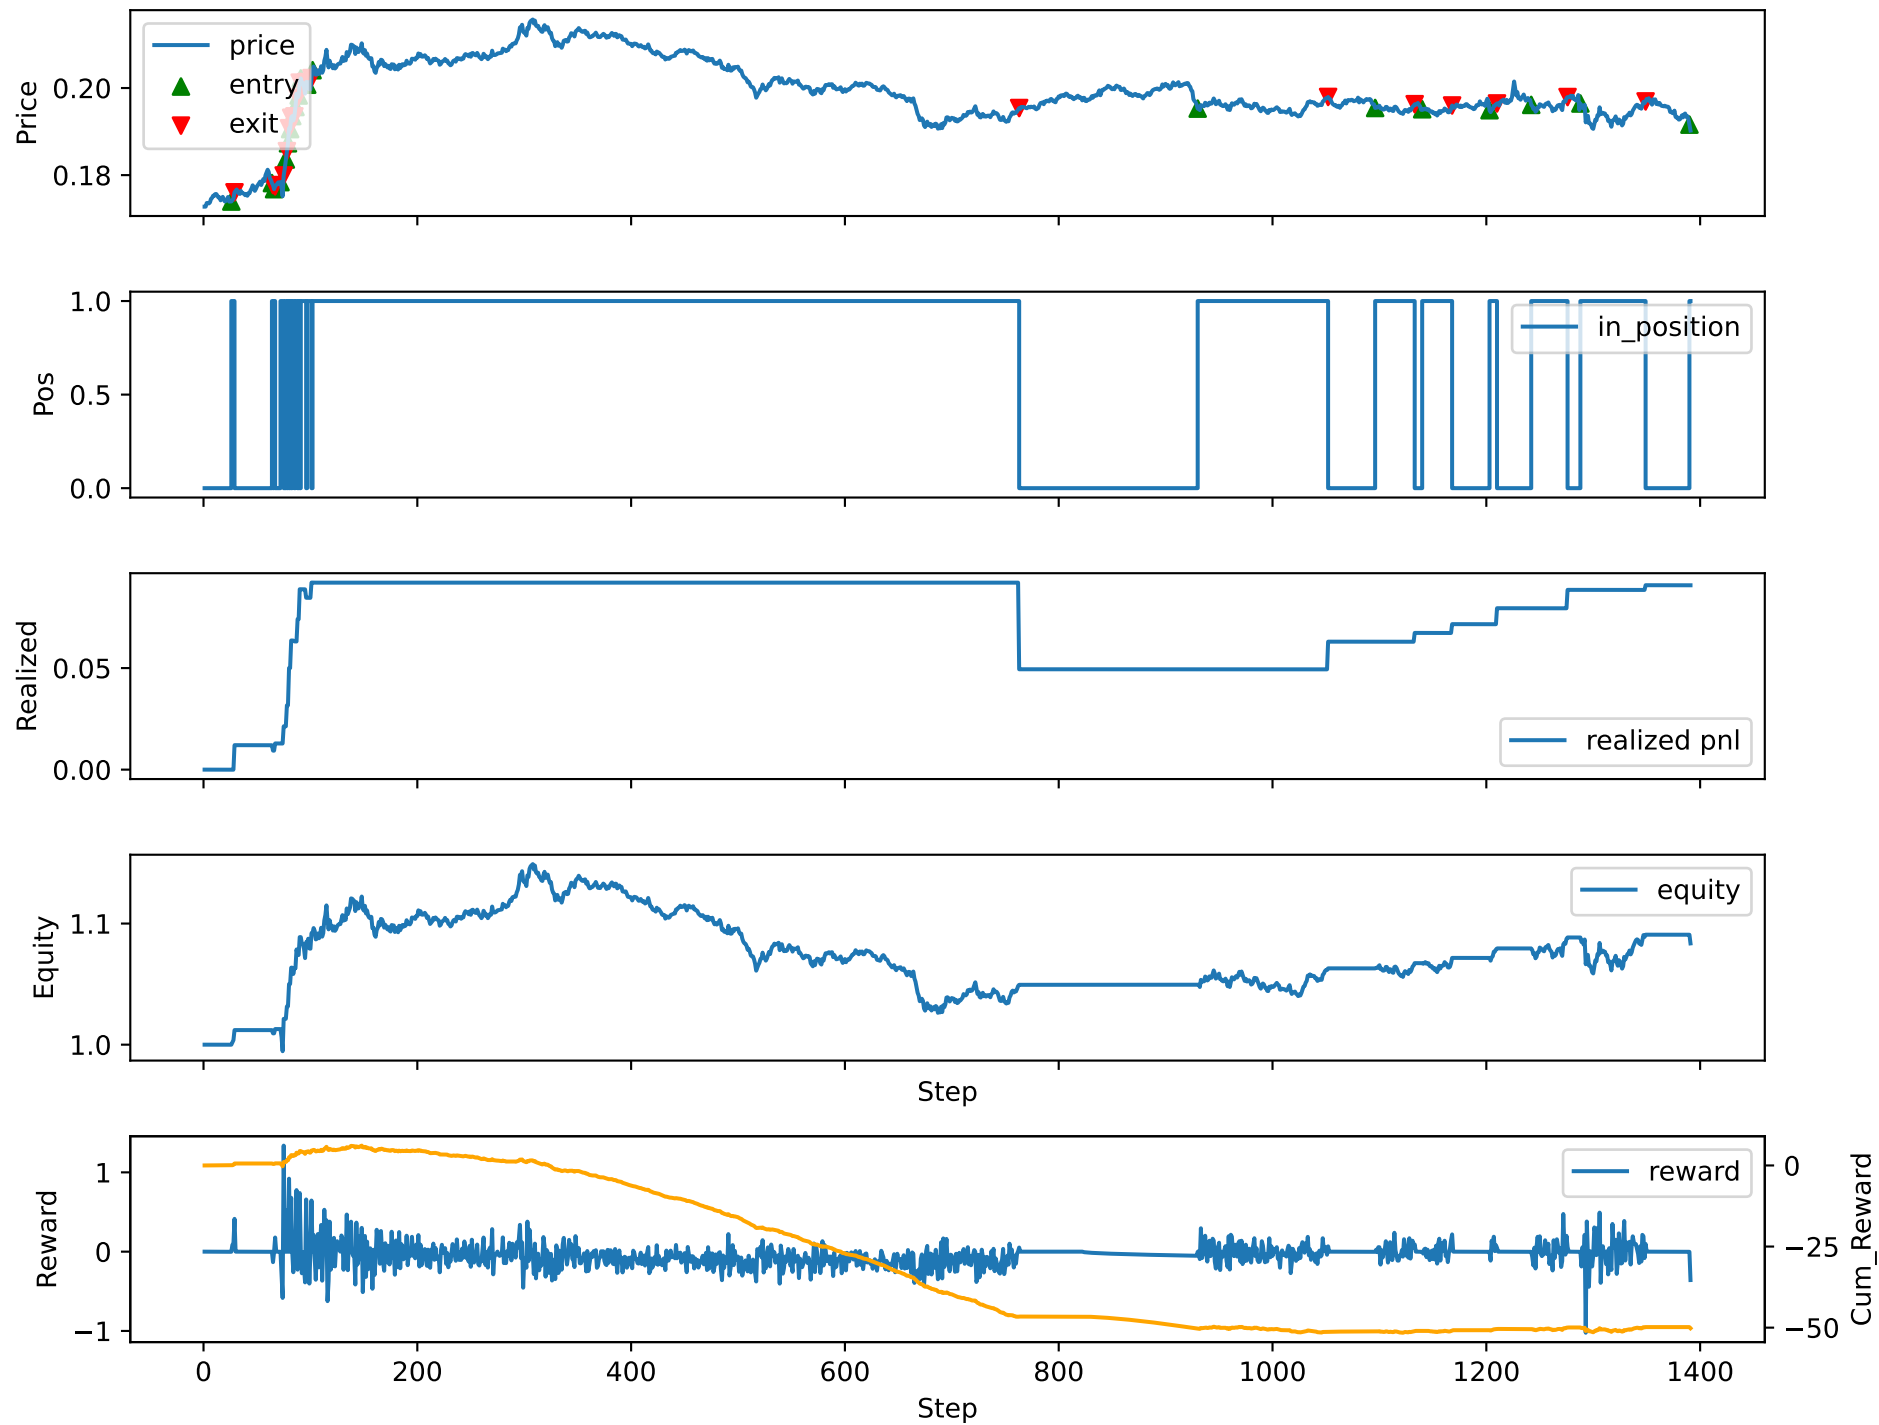 price
entry
exit
Price
0.20
0.18
in_position
Pos
1.0
0.5
0.0
realized pnl
Realized
0.05
0.00
equity
Equity
1.1
1.0
Step
reward
Reward
1
0
−1
0
−25
−50
Cum_Reward
0 200 400 600 800 1000 1200 1400
Step